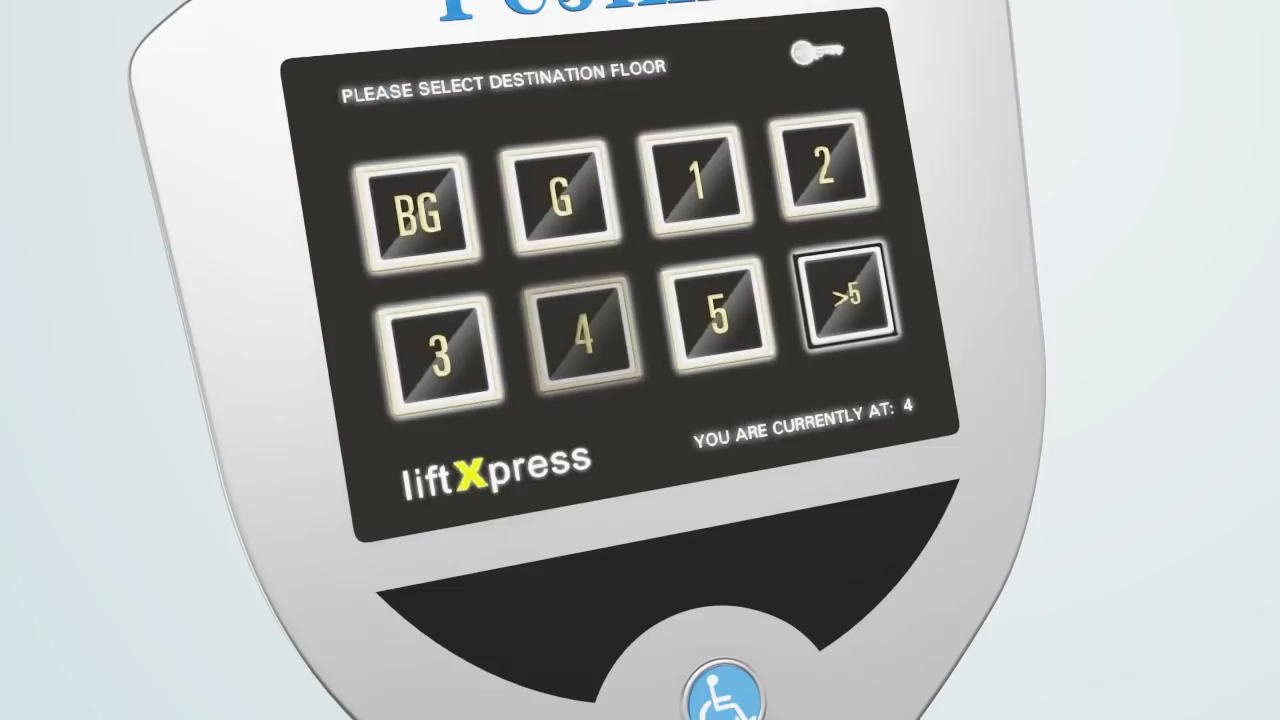 PLEASE SELECT DESTINATION FLOOR
BG G 1 2
3 4 5 >5
YOU ARE CURRENTLY AT: 4
liftXpress